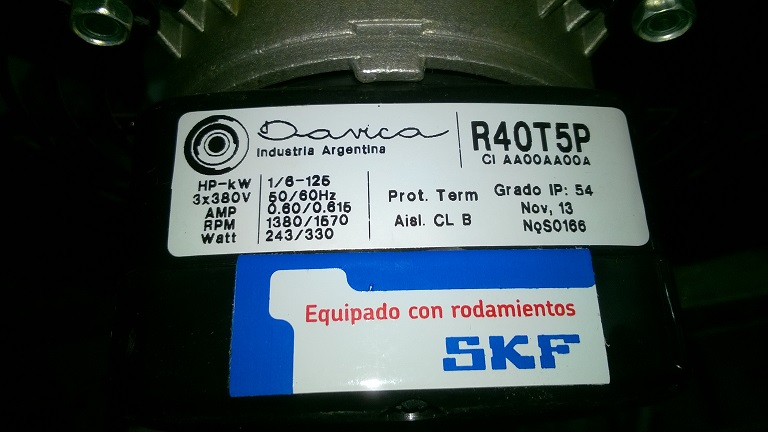 Davica
Industria Argentina
R40T5P
CI AA00AA00A
HP-kW 1/6-125
3x380V 50/60Hz
AMP 0.60/0.615
RPM 1380/1570
Watt 243/330
Prot. Term
Aisl. CL B
Grado IP: 54
Nov, 13
NoS0166
Equipado con rodamientos
SKF